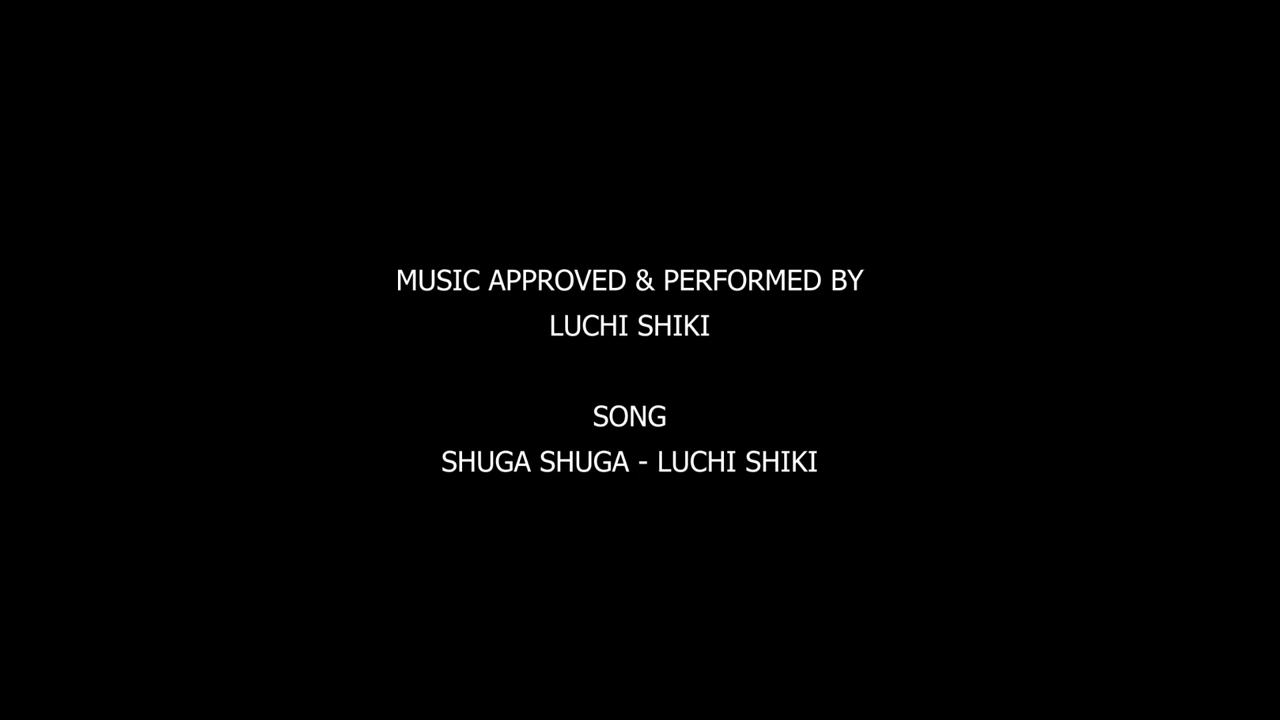 MUSIC APPROVED & PERFORMED BY
LUCHI SHIKI
SONG
SHUGA SHUGA - LUCHI SHIKI